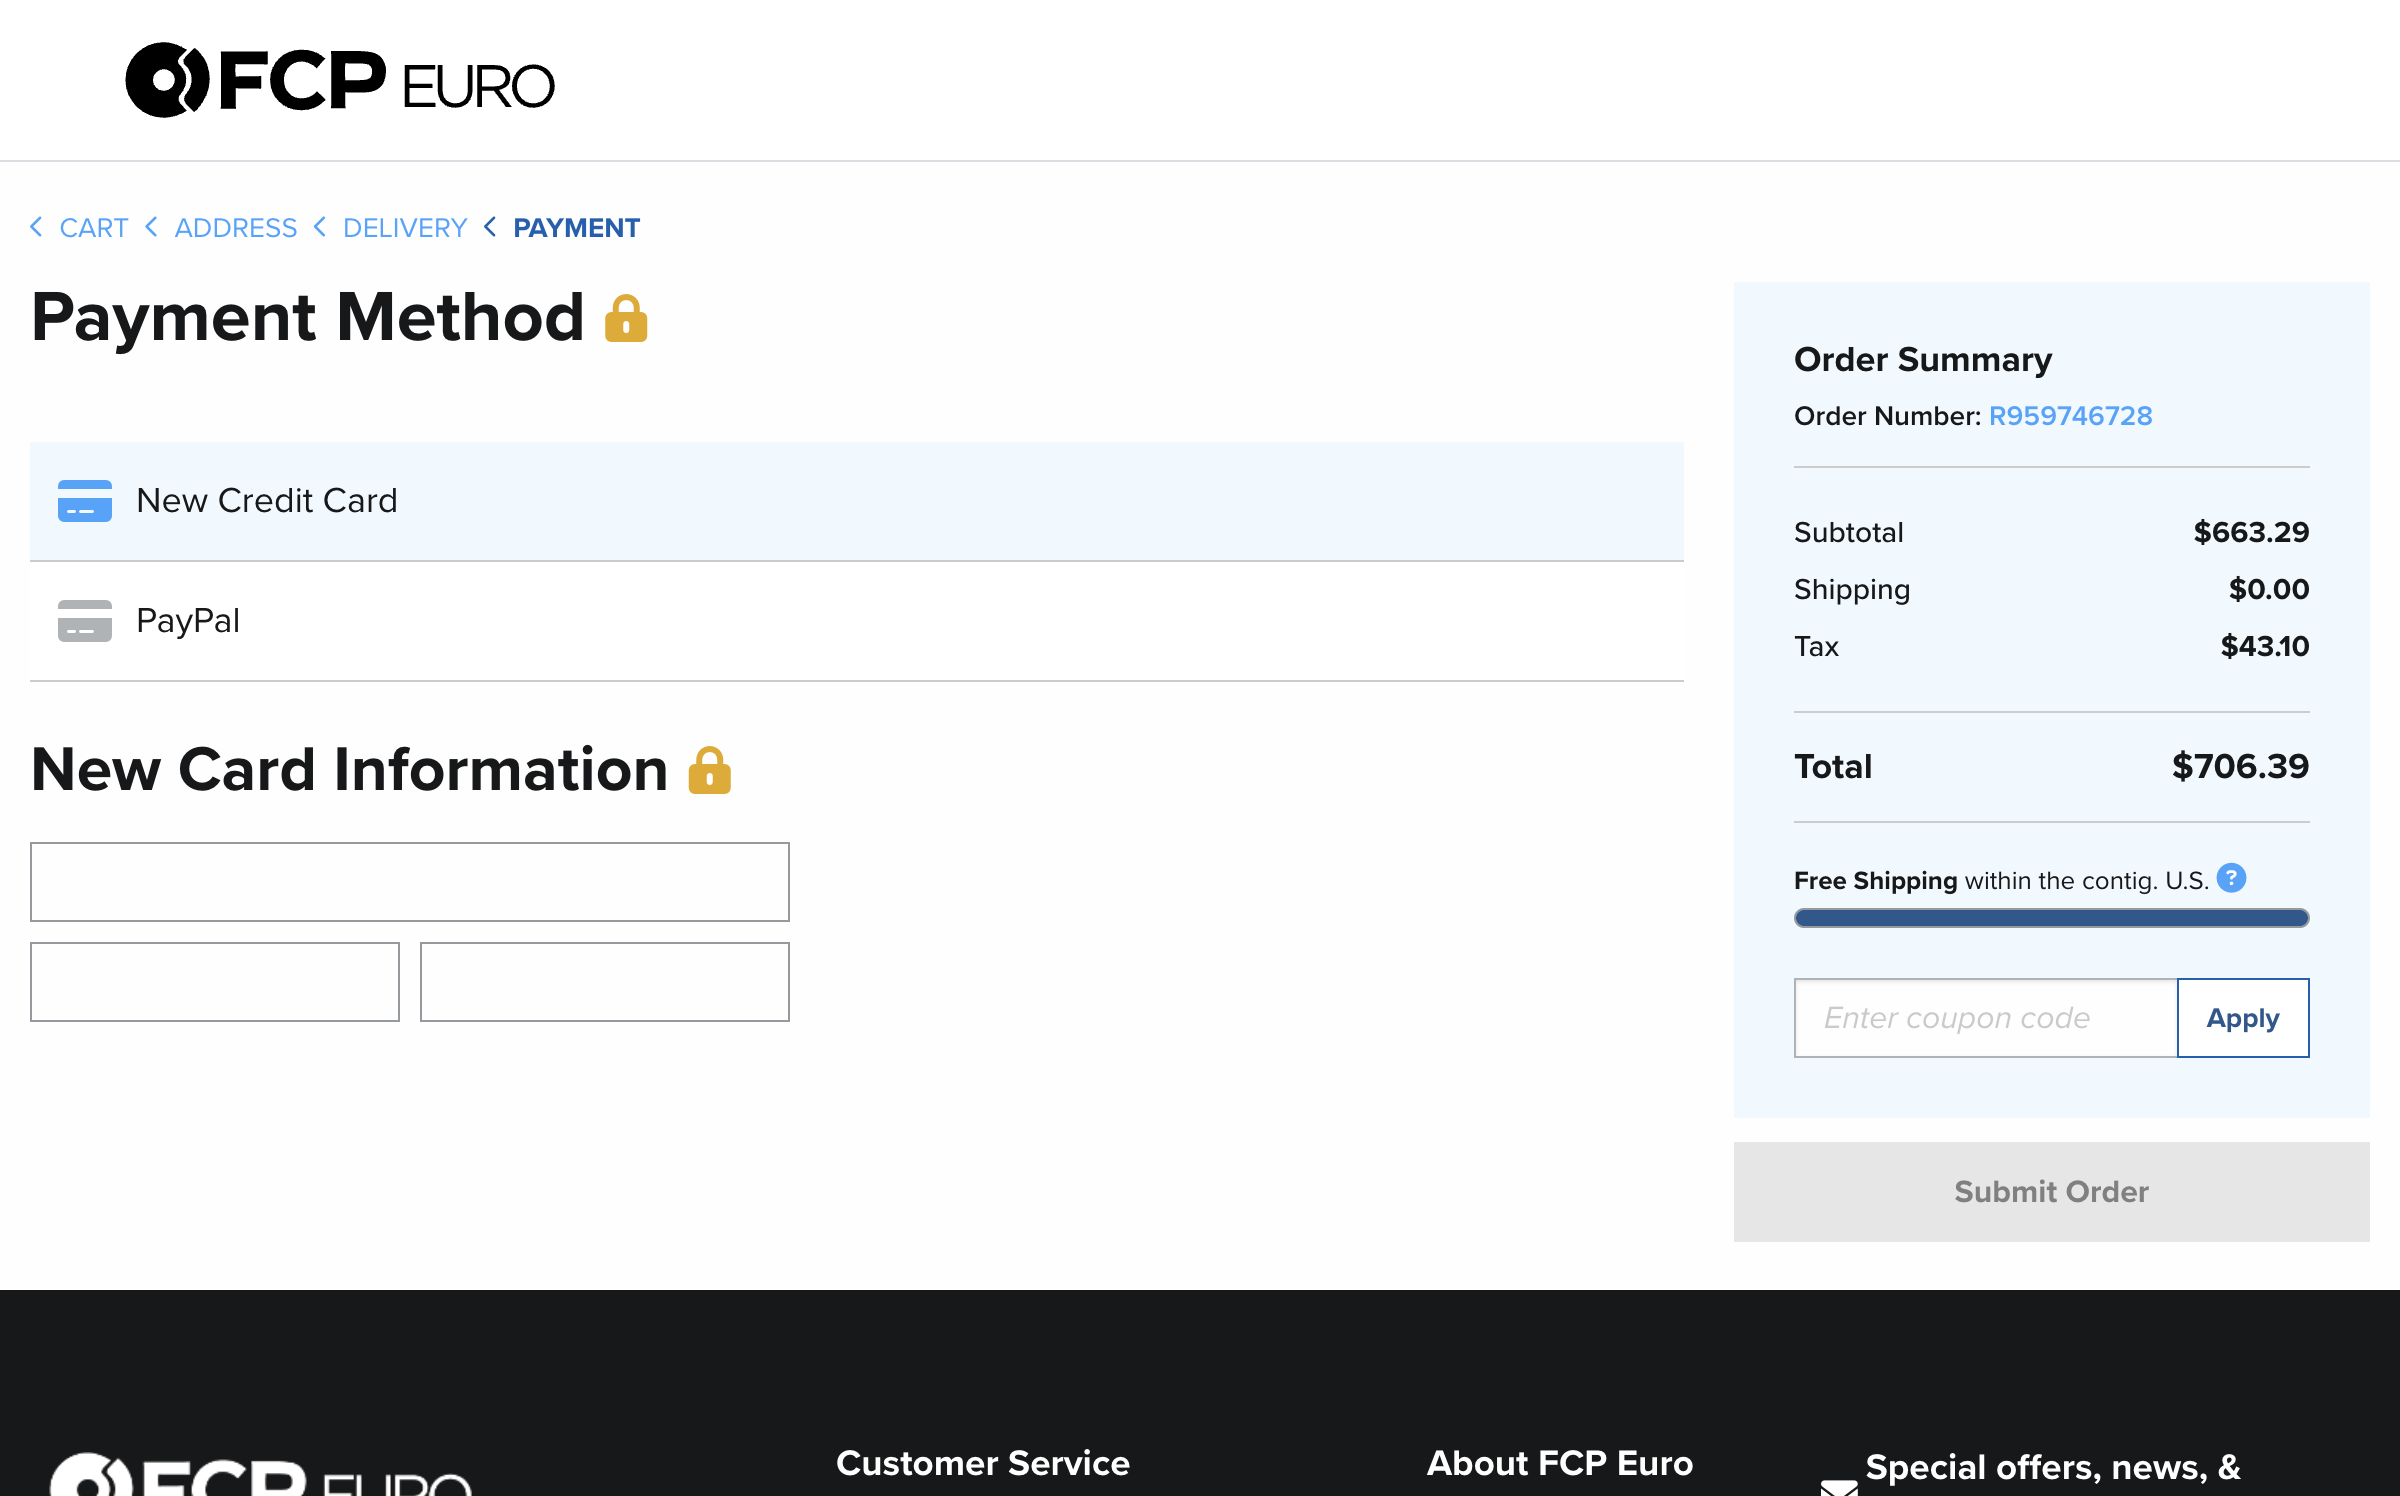 FCP EURO
CART ADDRESS DELIVERY PAYMENT
Payment Method
New Credit Card
PayPal
New Card Information
Order Summary
Order Number: R959746728
Subtotal $663.29
Shipping $0.00
Tax $43.10
Total $706.39
Free Shipping within the contig. U.S. ?
Enter coupon code Apply
Submit Order
FCP EURO
Customer Service
About FCP Euro
Special offers, news, &